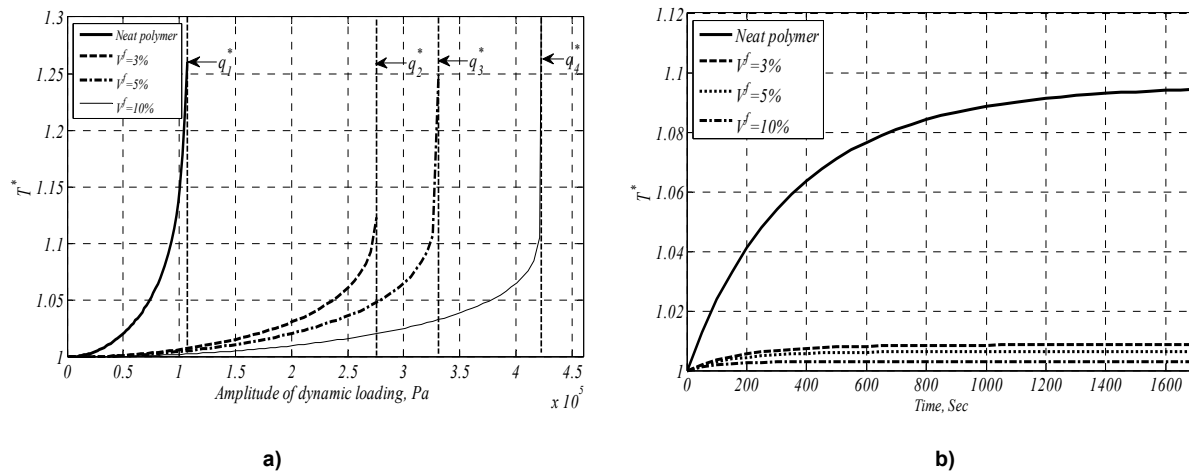 1.3
1.25
1.2
1.15
1.1
1.05
1
T*
Neat polymer
V^f=3%
V^f=5%
V^f=10%
q₁*
q₂*
q₃*
q₄*
0 0.5 1 1.5 2 2.5 3 3.5 4 4.5
x 10⁵
Amplitude of dynamic loading, Pa
a)
1.12
1.1
1.08
1.06
1.04
1.02
1
T*
Neat polymer
V^f=3%
V^f=5%
V^f=10%
0 200 400 600 800 1000 1200 1400 1600
Time, Sec
b)